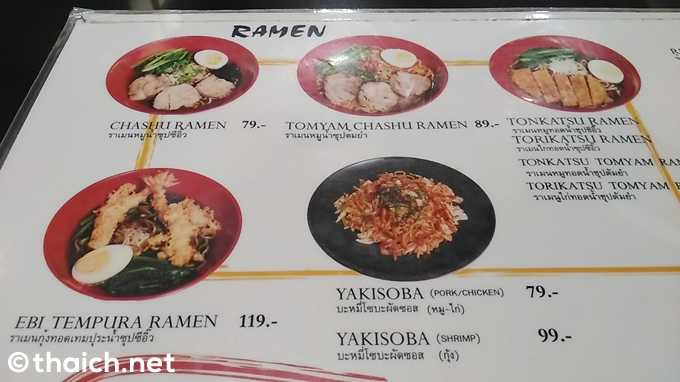 RAMEN
CHASHU RAMEN 79.-
ราเมนหมูน้ำซุปซีอิ๊ว
TOMYAM CHASHU RAMEN 89.-
ราเมนหมูน้ำซุปต้มยำ
TONKATSU RAMEN
ราเมนหมูทอดน้ำซุปซีอิ๊ว
TORIKATSU RAMEN
ราเมนไก่ทอดน้ำซุปซีอิ๊ว
TONKATSU TOMYAM RA
ราเมนหมูทอดน้ำซุปต้มยำ
TORIKATSU TOMYAM RA
ราเมนไก่ทอดน้ำซุปต้มยำ
EBI TEMPURA RAMEN 119.-
ราเมนกุ้งทอดเทมปุระน้ำซุปซีอิ๊ว
YAKISOBA (PORK/CHICKEN) 79.-
บะหมี่โซบะผัดซอส (หมู-ไก่)
YAKISOBA (SHRIMP) 99.-
บะหมี่โซบะผัดซอส (กุ้ง)
©thaich.net